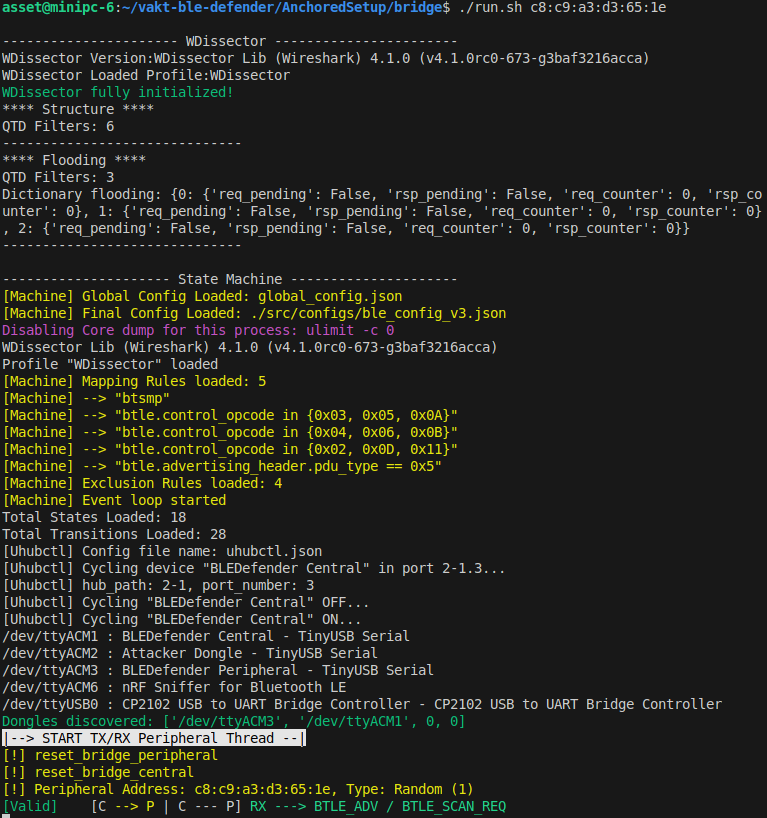 asset@minipc-6:~/vakt-ble-defender/AnchoredSetup/bridge$ ./run.sh c8:c9:a3:d3:65:1e
---------------------- WDissector -----------------------
WDissector Version:WDissector Lib (Wireshark) 4.1.0 (v4.1.0rc0-673-g3baf3216acca)
WDissector Loaded Profile:WDissector
WDissector fully initialized!
**** Structure ****
QTD Filters: 6
------------------------------
**** Flooding ****
QTD Filters: 3
Dictionary flooding: {0: {'req_pending': False, 'rsp_pending': False, 'req_counter': 0, 'rsp_co
unter': 0}, 1: {'req_pending': False, 'rsp_pending': False, 'req_counter': 0, 'rsp_counter': 0}
, 2: {'req_pending': False, 'rsp_pending': False, 'req_counter': 0, 'rsp_counter': 0}}
------------------------------
--------------------- State Machine ---------------------
[Machine] Global Config Loaded: global_config.json
[Machine] Final Config Loaded: ./src/configs/ble_config_v3.json
Disabling Core dump for this process: ulimit -c 0
WDissector Lib (Wireshark) 4.1.0 (v4.1.0rc0-673-g3baf3216acca)
Profile "WDissector" loaded
[Machine] Mapping Rules loaded: 5
[Machine] --> "btsmp"
[Machine] --> "btle.control_opcode in {0x03, 0x05, 0x0A}"
[Machine] --> "btle.control_opcode in {0x04, 0x06, 0x0B}"
[Machine] --> "btle.control_opcode in {0x02, 0x0D, 0x11}"
[Machine] --> "btle.advertising_header.pdu_type == 0x5"
[Machine] Exclusion Rules loaded: 4
[Machine] Event loop started
Total States Loaded: 18
Total Transitions Loaded: 28
[Uhubctl] Config file name: uhubctl.json
[Uhubctl] Cycling device "BLEDefender Central" in port 2-1.3...
[Uhubctl] hub_path: 2-1, port_number: 3
[Uhubctl] Cycling "BLEDefender Central" OFF...
[Uhubctl] Cycling "BLEDefender Central" ON...
/dev/ttyACM1 : BLEDefender Central - TinyUSB Serial
/dev/ttyACM2 : Attacker Dongle - TinyUSB Serial
/dev/ttyACM3 : BLEDefender Peripheral - TinyUSB Serial
/dev/ttyACM6 : nRF Sniffer for Bluetooth LE
/dev/ttyUSB0 : CP2102 USB to UART Bridge Controller - CP2102 USB to UART Bridge Controller
Dongles discovered: ['/dev/ttyACM3', '/dev/ttyACM1', 0, 0]
|--> START TX/RX Peripheral Thread --|
[!] reset_bridge_peripheral
[!] reset_bridge_central
[!] Peripheral Address: c8:c9:a3:d3:65:1e, Type: Random (1)
[Valid]    [C --> P | C --- P] RX ---> BTLE_ADV / BTLE_SCAN_REQ